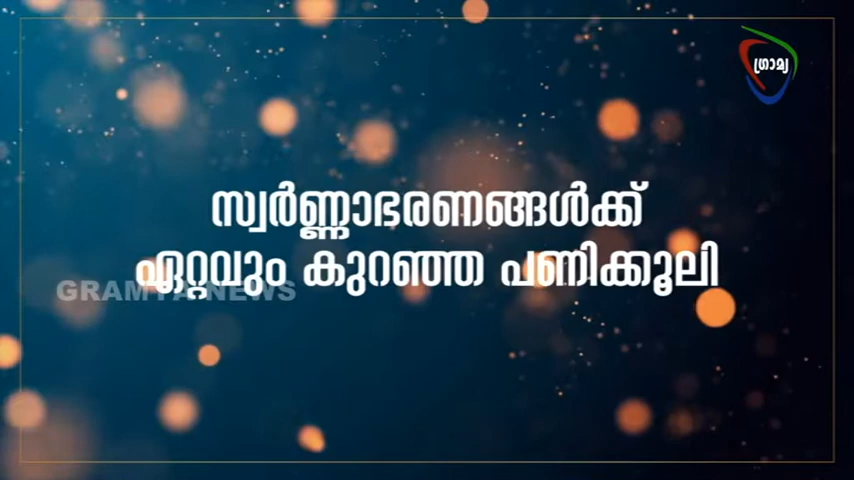 ഗ്രാമ്യ
സ്വർണ്ണാഭരണങ്ങൾക്ക്
ഏറ്റവും കുറഞ്ഞ പണിക്കൂലി
GRAMYA NEWS